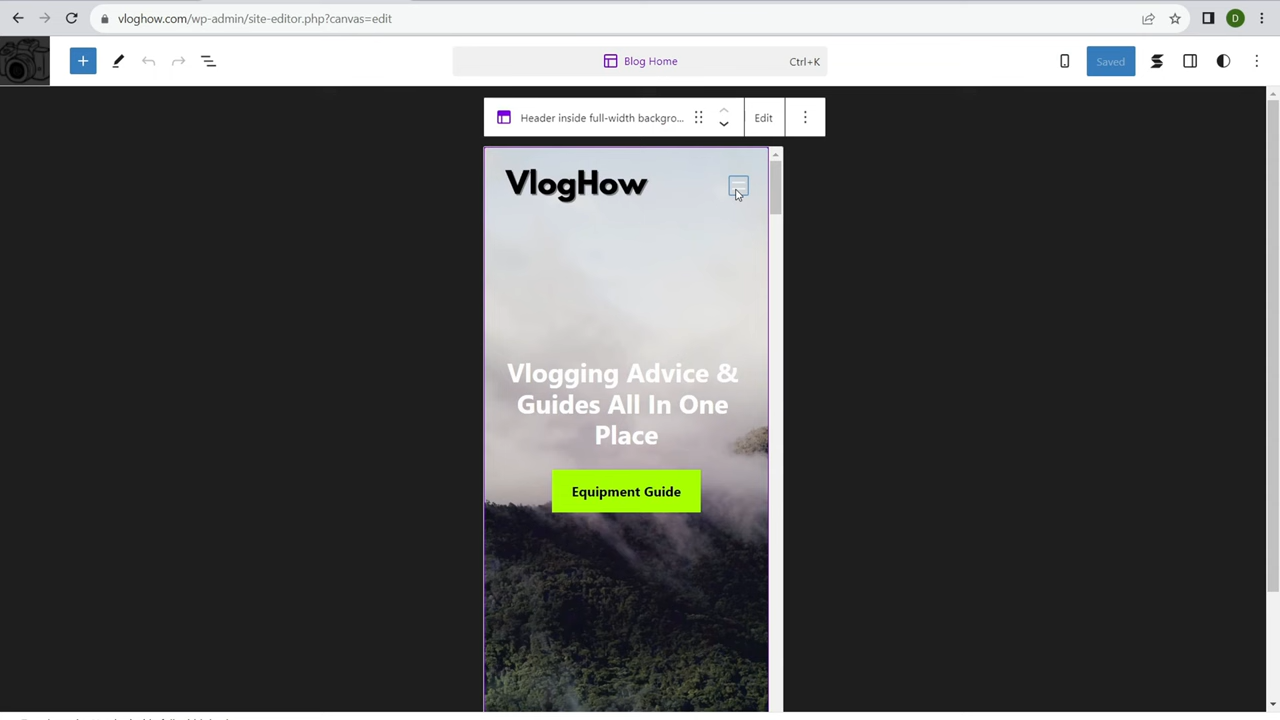 vloghow.com/wp-admin/site-editor.php?canvas=edit
D
Blog Home
Ctrl+K
Saved
Header inside full-width backgro...
Edit
VlogHow
Vlogging Advice &
Guides All In One
Place
Equipment Guide